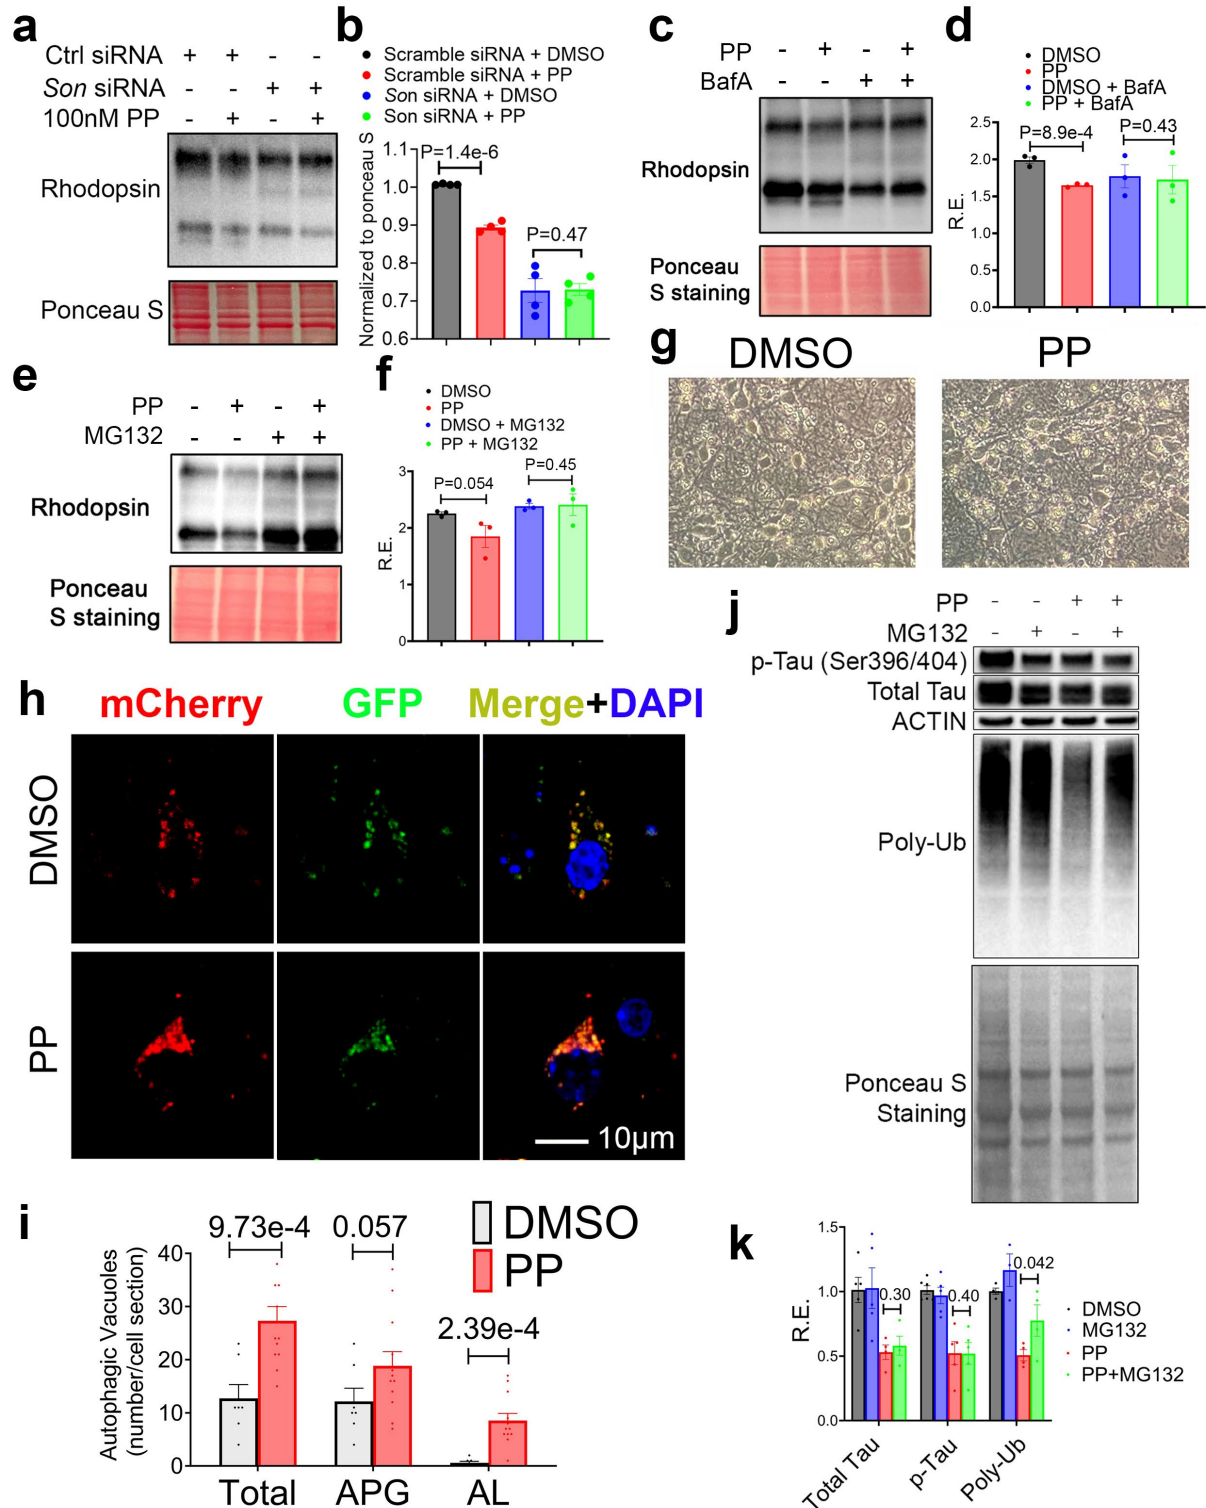 a
Ctrl siRNA + + - -
Son siRNA - - + +
100nM PP - + - +
Rhodopsin
Ponceau S
b
Scramble siRNA + DMSO
Scramble siRNA + PP
Son siRNA + DMSO
Son siRNA + PP
Normalized to ponceau S
1.1
1.0
0.9
0.8
0.7
0.6
P=1.4e-6
P=0.47
c
PP - + - +
BafA - - + +
Rhodopsin
Ponceau
S staining
d
DMSO
PP
DMSO + BafA
PP + BafA
R.E.
2.5
2.0
1.5
1.0
0.5
0.0
P=8.9e-4
P=0.43
e
PP - + - +
MG132 - - + +
Rhodopsin
Ponceau
S staining
f
DMSO
PP
DMSO + MG132
PP + MG132
R.E.
3
2
1
0
P=0.054
P=0.45
g
DMSO
PP
h
mCherry
GFP
Merge+DAPI
DMSO
PP
10µm
i
Autophagic Vacuoles
(number/cell section)
40
30
20
10
0
9.73e-4
0.057
2.39e-4
DMSO
PP
Total
APG
AL
j
PP - - + +
MG132 - + - +
p-Tau (Ser396/404)
Total Tau
ACTIN
Poly-Ub
Ponceau S
Staining
k
R.E.
1.5
1.0
0.5
0.0
0.30
0.40
0.042
DMSO
MG132
PP
PP+MG132
Total Tau
p-Tau
Poly-Ub